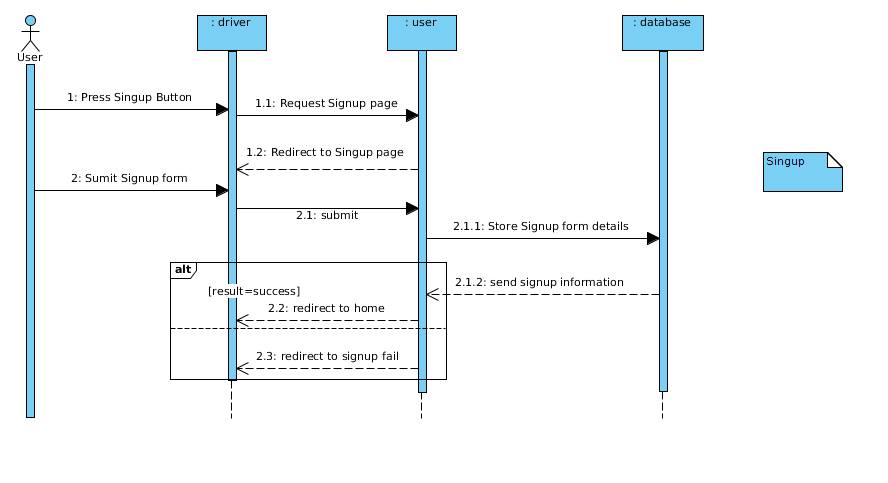 : driver
: user
: database
User
1: Press Singup Button
1.1: Request Signup page
1.2: Redirect to Singup page
Singup
2: Sumit Signup form
2.1: submit
2.1.1: Store Signup form details
alt
2.1.2: send signup information
[result=success]
2.2: redirect to home
2.3: redirect to signup fail